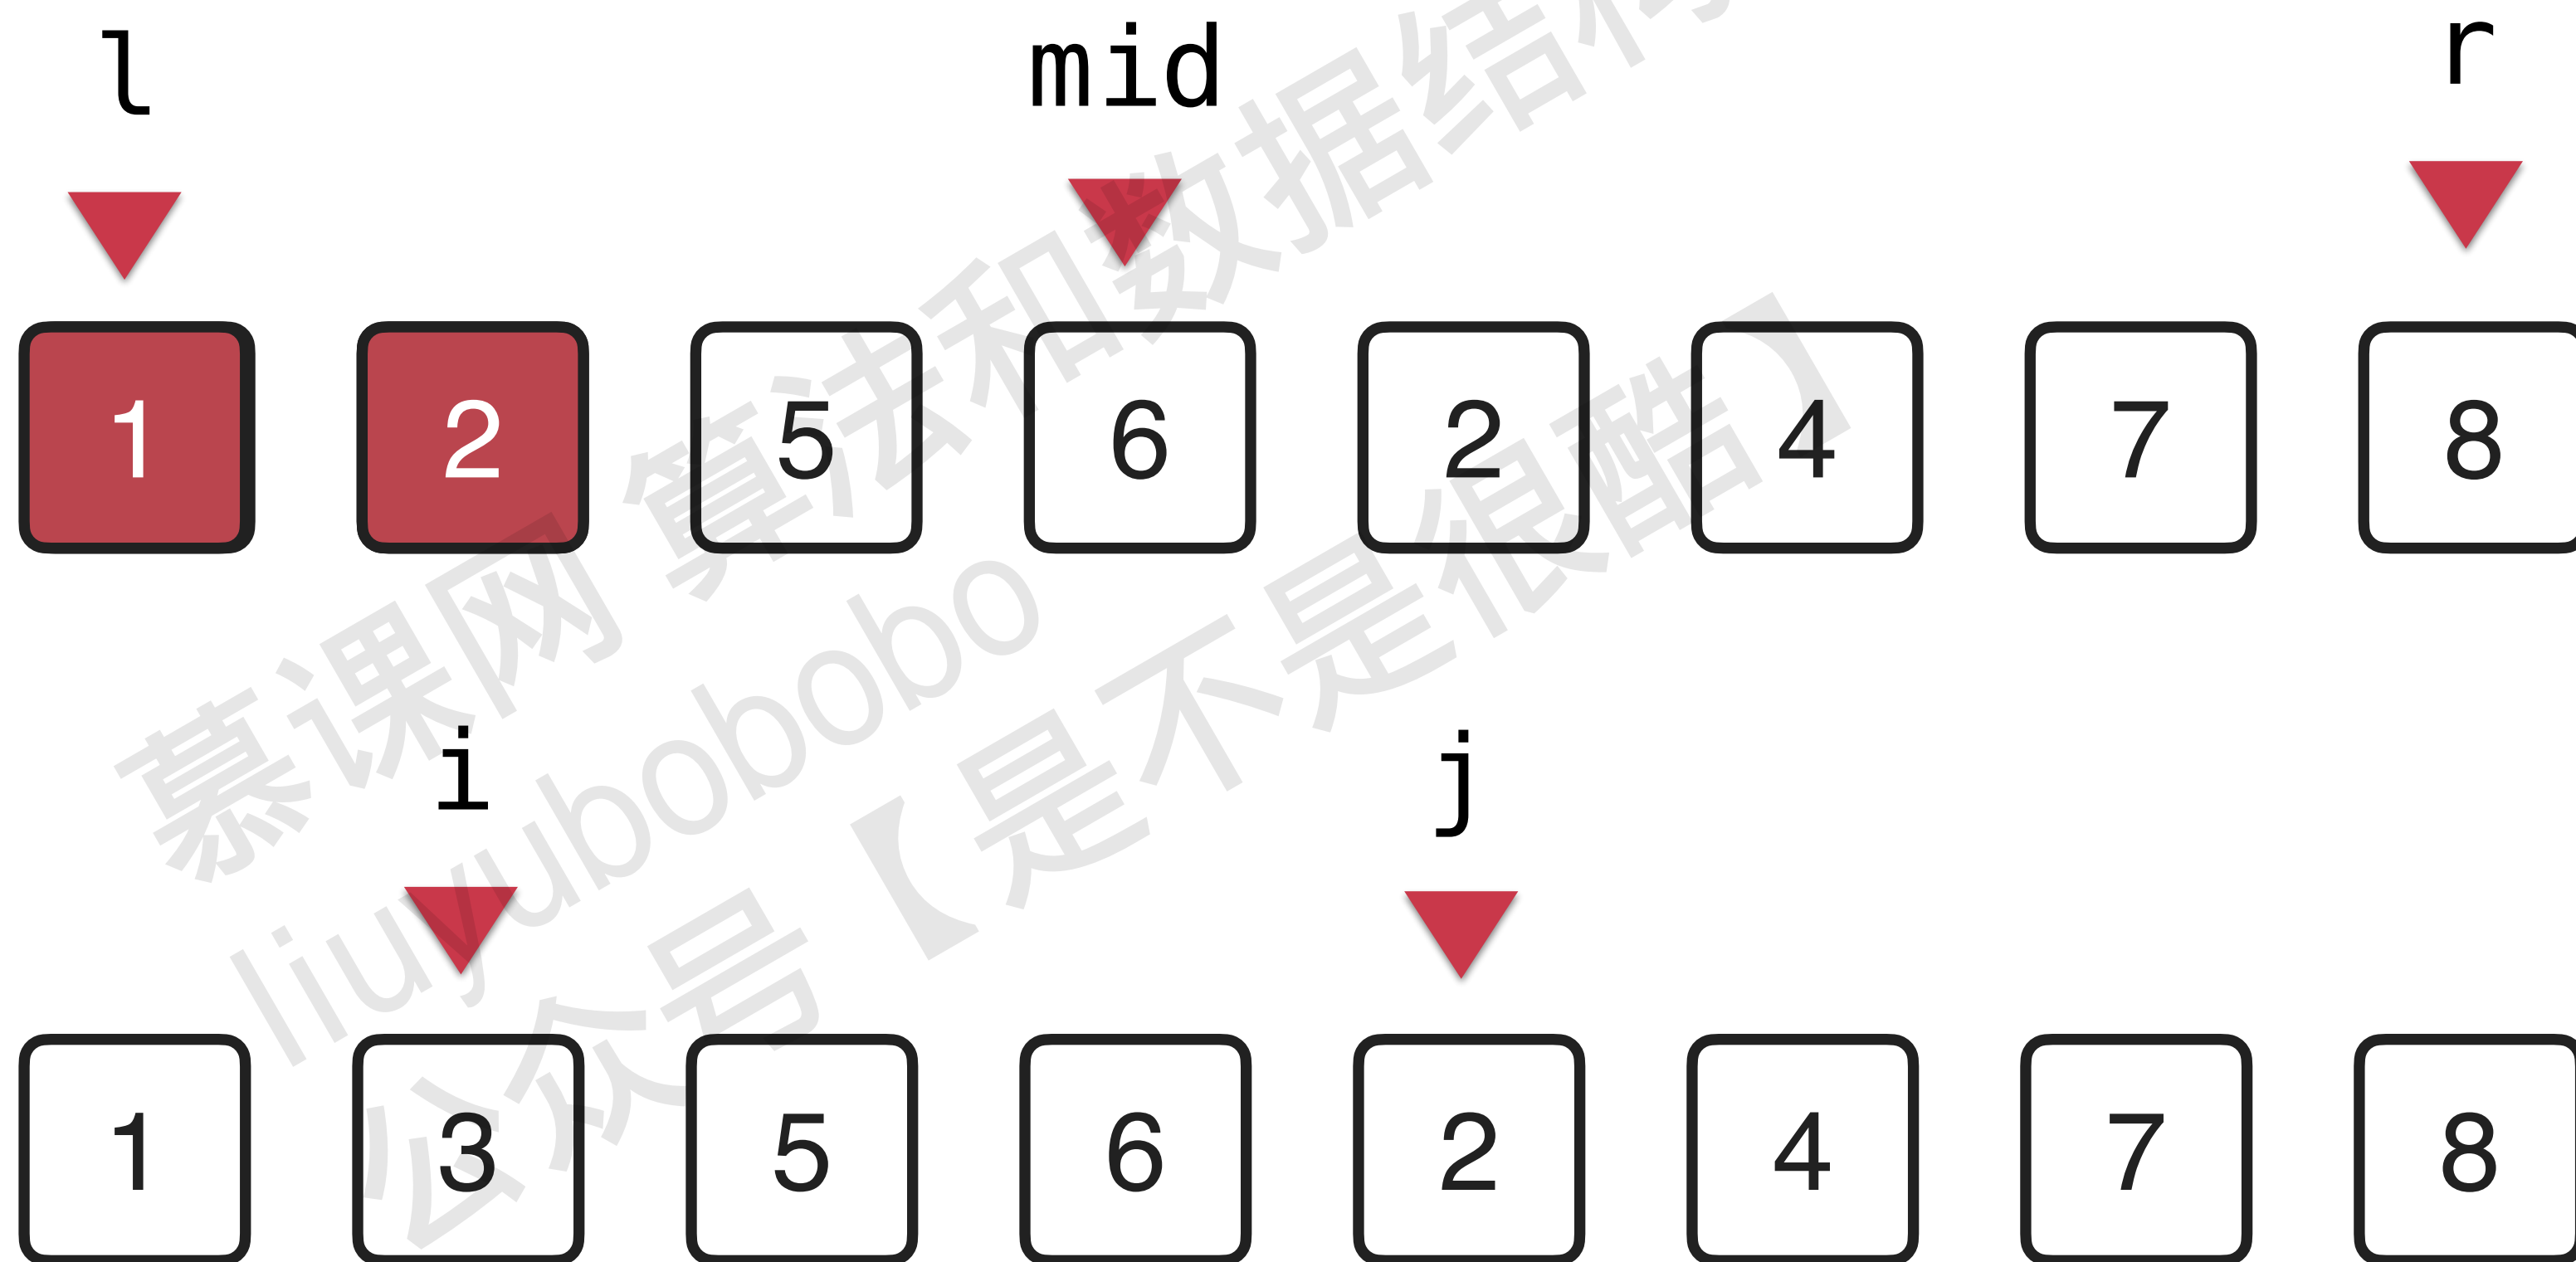 l mid r
1 2 5 6 2 4 7 8
i j
1 3 5 6 2 4 7 8
慕课网 算法和数据结构
liuyubobobo
公众号【是不是很酷】